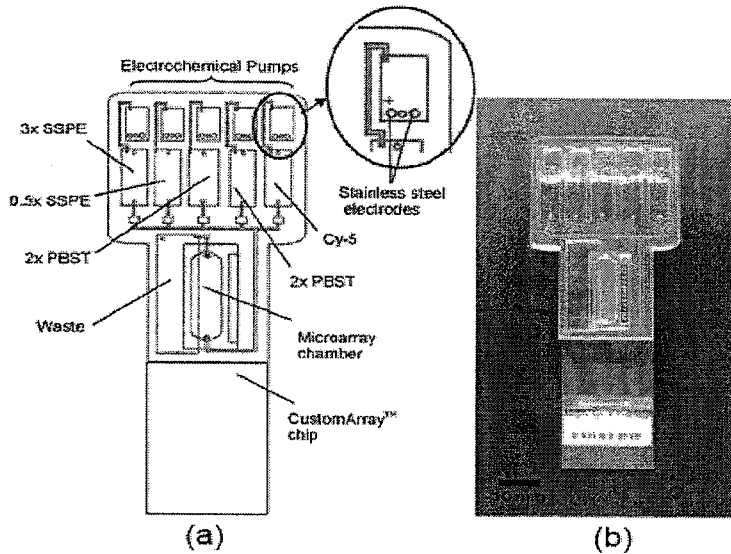 Electrochemical Pumps
3x SSPE
0.5x SSPE
2x PBST
Waste
Stainless steel
electrodes
Cy-5
2x PBST
Microarray
chamber
CustomArray™
chip
(a)
(b)